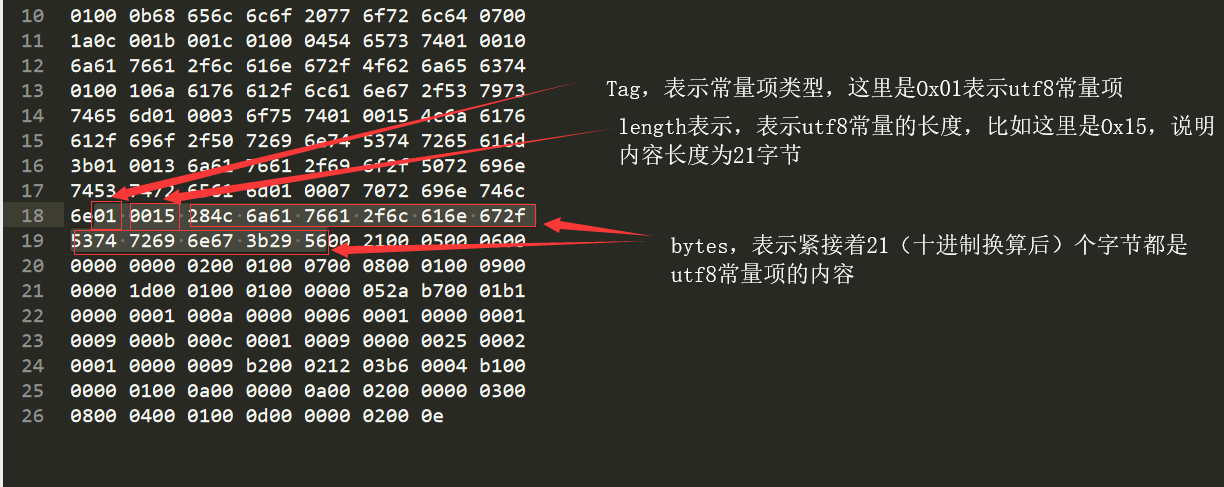 10 0100 0b68 656c 6c6f 2077 6f72 6c64 0700
11 1a0c 001b 001c 0100 0454 6573 7401 0010
12 6a61 7661 2f6c 616e 672f 4f62 6a65 6374
13 0100 106a 6176 612f 6c61 6e67 2f53 7973
14 7465 6d01 0003 6f75 7401 0015 4c6a 6176
15 612f 696f 2f50 7269 6e74 5374 7265 616d
16 3b01 0013 6a61 7661 2f69 6f2f 5072 696e
17 7453 7472 6561 6d01 0007 7072 696e 746c
18 6e01 0015 284c 6a61 7661 2f6c 616e 672f
19 5374 7269 6e67 3b29 5600 2100 0500 0600
20 0000 0000 0200 0100 0700 0800 0100 0900
21 0000 1d00 0100 0100 0000 052a b700 01b1
22 0000 0001 000a 0000 0006 0001 0000 0001
23 0009 000b 000c 0001 0009 0000 0025 0002
24 0001 0000 0009 b200 0212 03b6 0004 b100
25 0000 0100 0a00 0000 0a00 0200 0000 0300
26 0800 0400 0100 0d00 0000 0200 0e
Tag，表示常量项类型，这里是0x01表示utf8常量项
length表示，表示utf8常量的长度，比如这里是0x15，说明
内容长度为21字节
bytes，表示紧接着21（十进制换算后）个字节都是
utf8常量项的内容